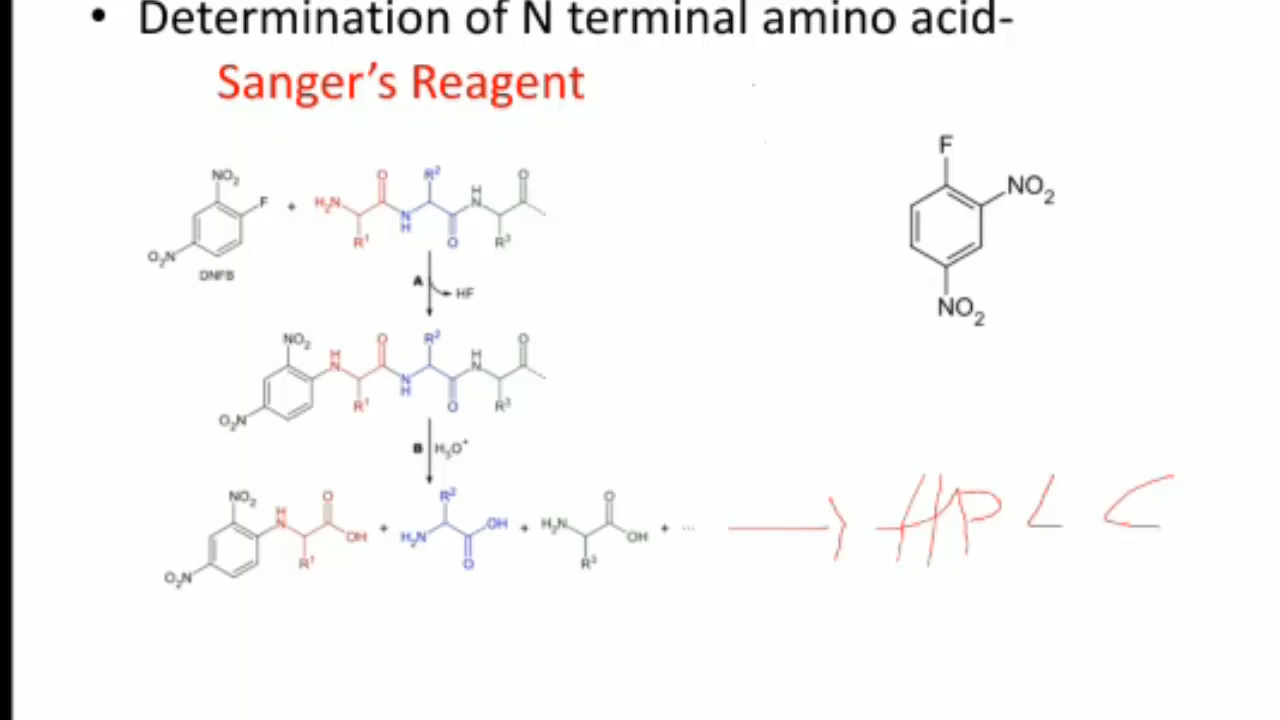 • Determination of N terminal amino acid-
Sanger's Reagent
F
NO2
NO2
NO2 F + H2N O R1 N H R2 O H N R3 O
O2N
DNFB
A HF
NO2 H N O R1 N H R2 O H N R3 O
O2N
B H3O+
NO2 H N O OH R1 + H2N R2 OH O + H2N O OH R3 + ...
O2N
HPLC